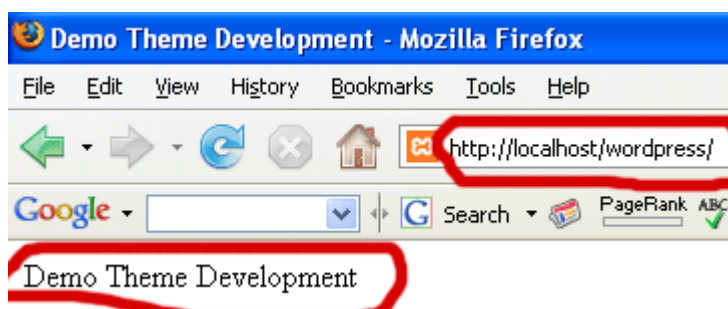 Demo Theme Development - Mozilla Firefox
File Edit View History Bookmarks Tools Help
http://localhost/wordpress/
Google Search PageRank ABC
Demo Theme Development